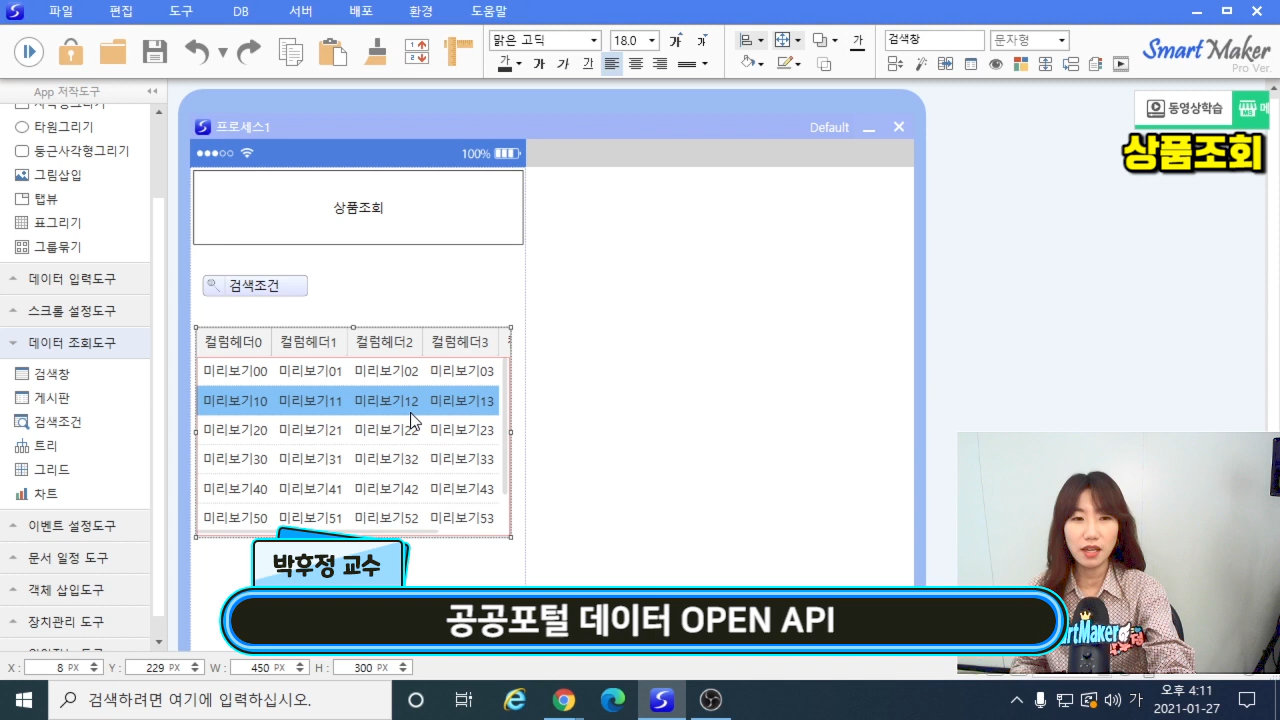 파일 편집 도구 DB 서버 배포 환경 도움말
맑은 고딕 18.0 가 가 가 검색창 문자형
가 가 가 가
SmartMaker
Pro Ver.
App 저작도구
타원그리기
둥근사각형그리기
그림삽입
탭뷰
표그리기
그룹묶기
데이터 입력도구
스크롤 설정도구
데이터 조회도구
검색창
게시판
검색조건
트리
그리드
차트
이벤트 설정도구
문서 일정 도구
객체 삽입도구
장치관리 도구
프로세스1 Default
100%
상품조회
검색조건
컬럼헤더0 컬럼헤더1 컬럼헤더2 컬럼헤더3
미리보기00 미리보기01 미리보기02 미리보기03
미리보기10 미리보기11 미리보기12 미리보기13
미리보기20 미리보기21 미리보기22 미리보기23
미리보기30 미리보기31 미리보기32 미리보기33
미리보기40 미리보기41 미리보기42 미리보기43
미리보기50 미리보기51 미리보기52 미리보기53
동영상학습
상품조회
박후정 교수
공공포털 데이터 OPEN API
X : 8 PX Y : 229 PX W : 450 PX H : 300 PX
검색하려면 여기에 입력하십시오.
가 오후 4:11
2021-01-27